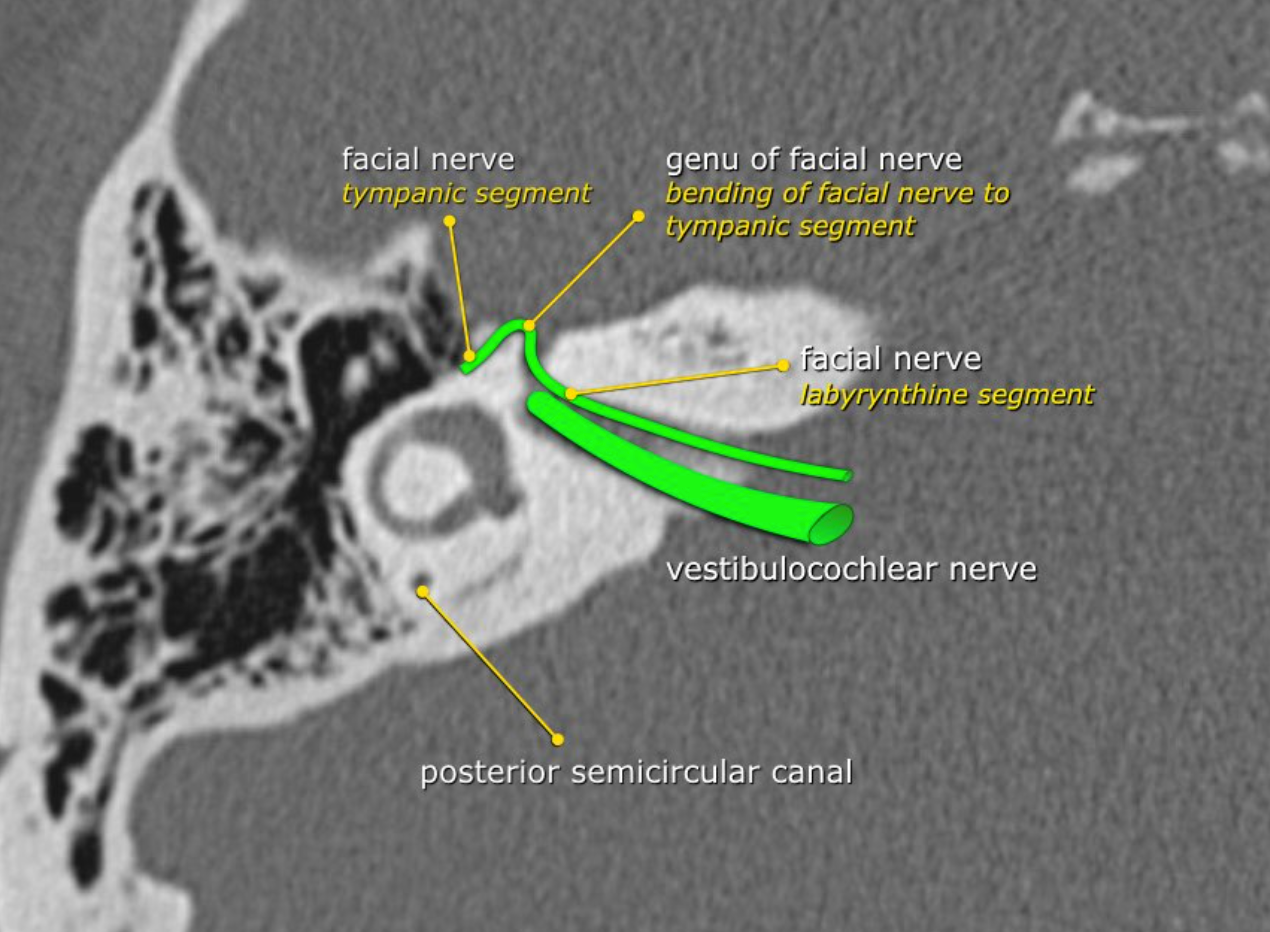 facial nerve
tympanic segment
genu of facial nerve
bending of facial nerve to
tympanic segment
facial nerve
labyrynthine segment
vestibulocochlear nerve
posterior semicircular canal